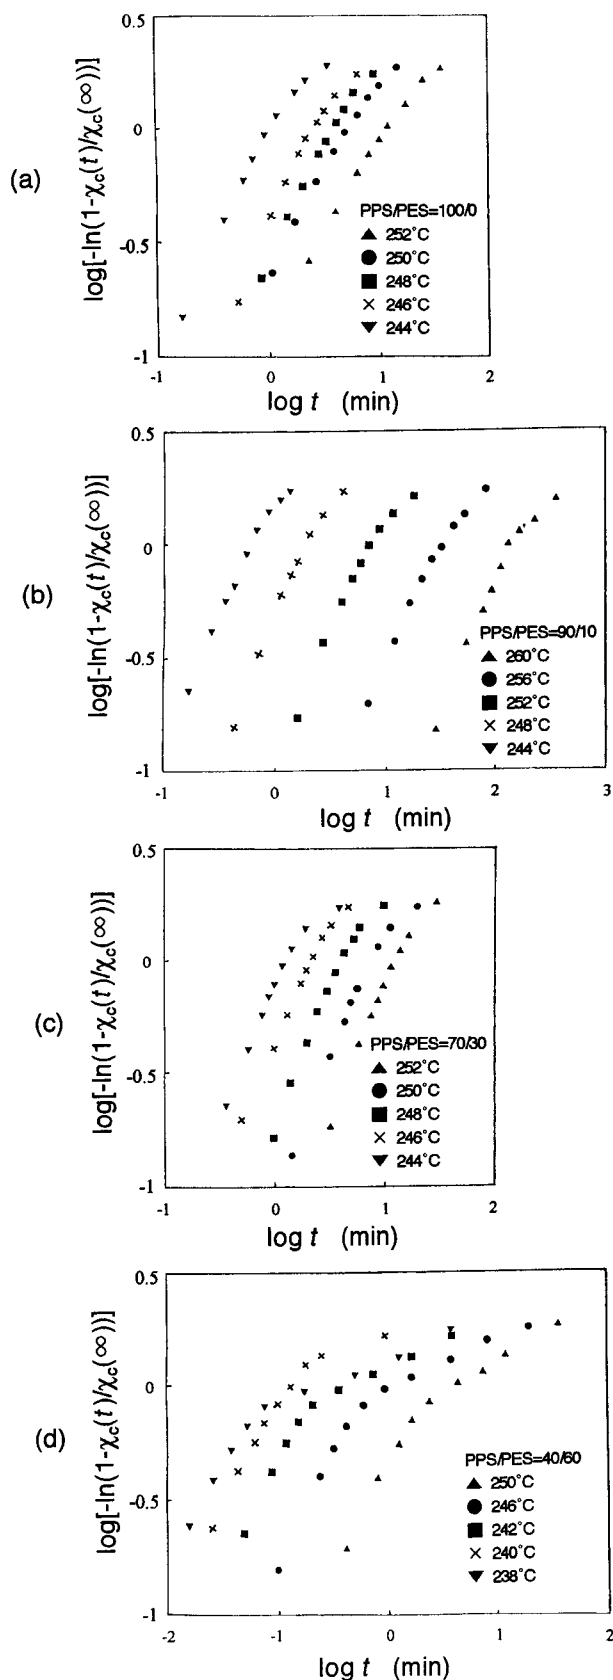 (a)
log[-ln(1-χc(t)/χc(∞))]
0.5
0
-0.5
-1
PPS/PES=100/0
▲ 252°C
● 250°C
■ 248°C
× 246°C
▼ 244°C
-1 0 1 2
log t (min)
(b)
log[-ln(1-χc(t)/χc(∞))]
0.5
0
-0.5
-1
PPS/PES=90/10
▲ 260°C
● 256°C
■ 252°C
× 248°C
▼ 244°C
-1 0 1 2 3
log t (min)
(c)
log[-ln(1-χc(t)/χc(∞))]
0.5
0
-0.5
-1
PPS/PES=70/30
▲ 252°C
● 250°C
■ 248°C
× 246°C
▼ 244°C
-1 0 1 2
log t (min)
(d)
log[-ln(1-χc(t)/χc(∞))]
0.5
0
-0.5
-1
PPS/PES=40/60
▲ 250°C
● 246°C
■ 242°C
× 240°C
▼ 238°C
-2 -1 0 1 2
log t (min)